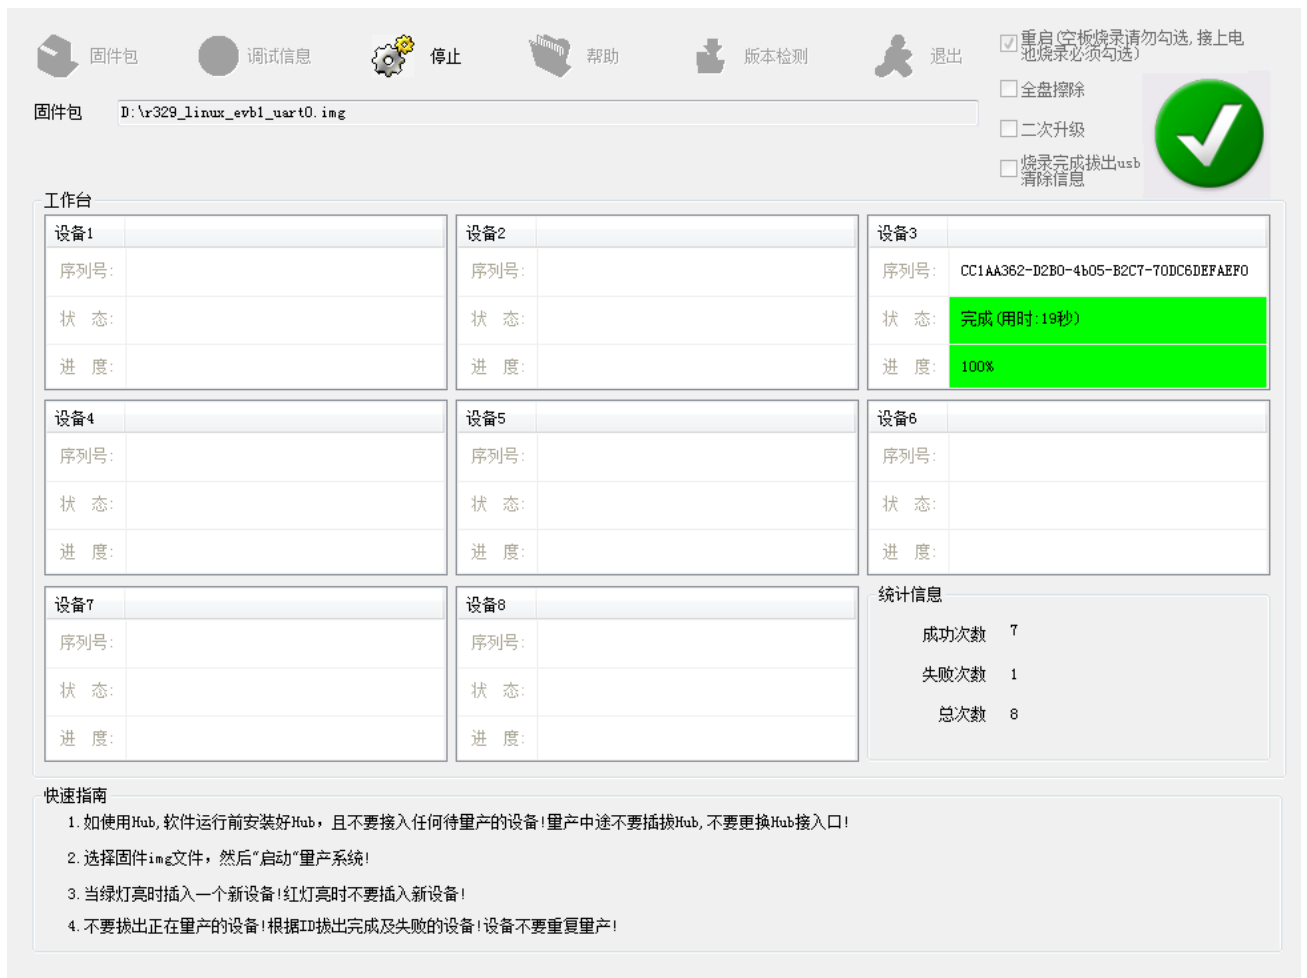 固件包
调试信息
停止
帮助
版本检测
退出
重启(空板烧录请勿勾选,接上电
池烧录必须勾选)
全盘擦除
固件包 D:\r329_linux_evb1_uart0.img
二次升级
烧录完成拔出usb
清除信息
工作台
设备1
序列号:
状 态:
进 度:
设备2
序列号:
状 态:
进 度:
设备3
序列号: CC1AA362-D2B0-4b05-B2C7-70DC6DEFAEF0
状 态: 完成(用时:19秒)
进 度: 100%
设备4
序列号:
状 态:
进 度:
设备5
序列号:
状 态:
进 度:
设备6
序列号:
状 态:
进 度:
设备7
序列号:
状 态:
进 度:
设备8
序列号:
状 态:
进 度:
统计信息
成功次数 7
失败次数 1
总次数 8
快速指南
1.如使用Hub,软件运行前安装好Hub，且不要接入任何待量产的设备!量产中途不要插拔Hub,不要更换Hub接入口!
2.选择固件img文件，然后"启动"量产系统!
3.当绿灯亮时插入一个新设备!红灯亮时不要插入新设备!
4.不要拔出正在量产的设备!根据ID拔出完成及失败的设备!设备不要重复量产!